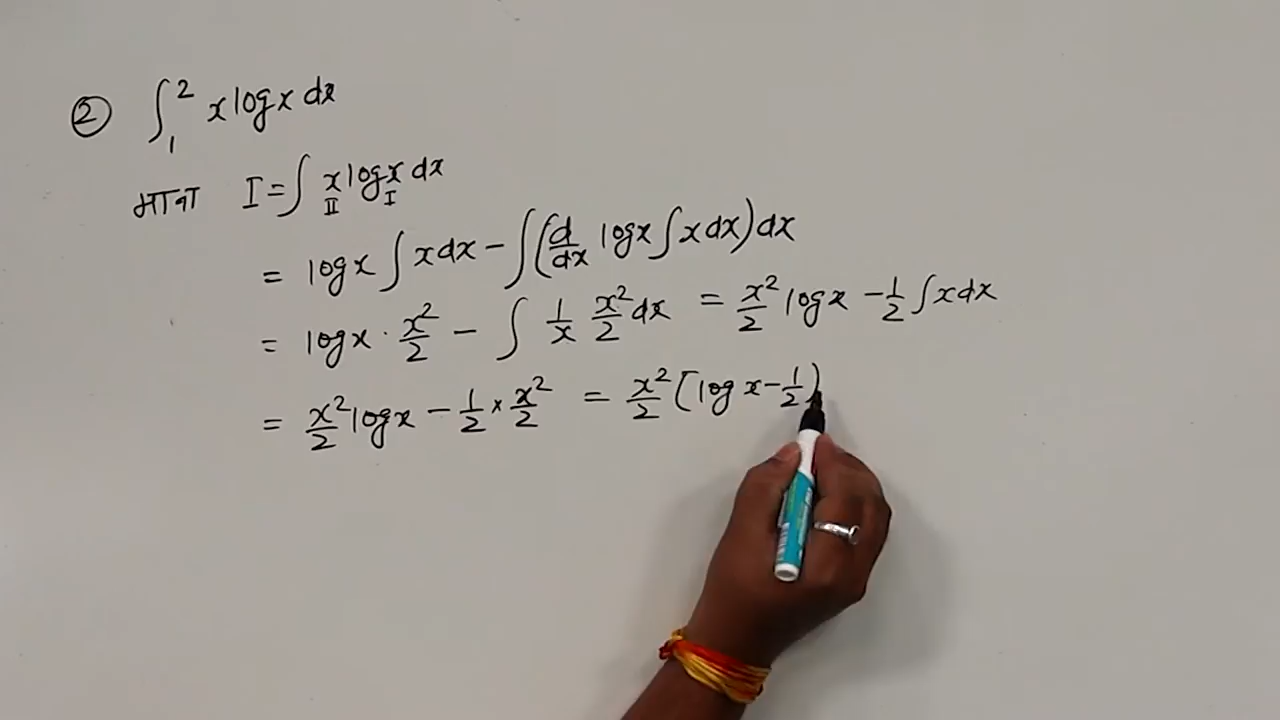 ② ∫₁² x log x dx
माना I = ∫ x log x dx
II I
= log x ∫ x dx − ∫ (d/dx log x ∫ x dx) dx
= log x · x²/2 − ∫ 1/x x²/2 dx = x²/2 log x − 1/2 ∫ x dx
= x²/2 log x − 1/2 × x²/2 = x²/2 [log x − 1/2)